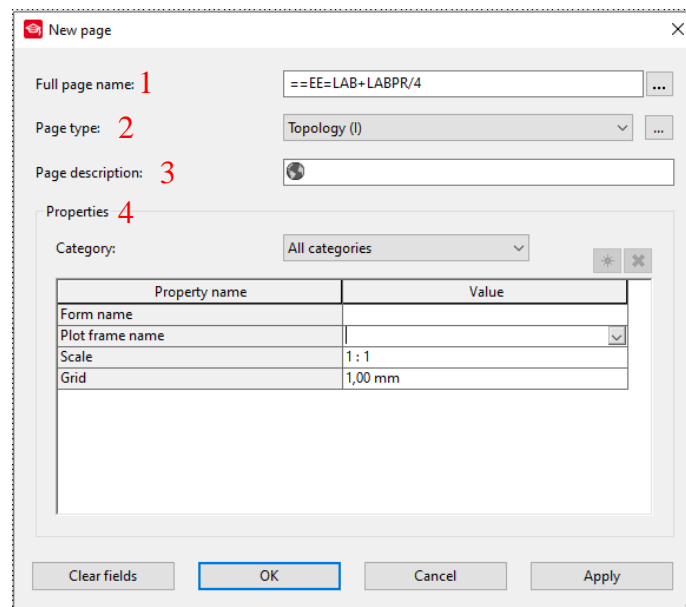 New page
Full page name: 1 ==EE=LAB+LABPR/4 ...
Page type: 2 Topology (I) ...
Page description: 3
Properties 4
Category: All categories
Property name Value
Form name
Plot frame name
Scale 1 : 1
Grid 1,00 mm
Clear fields OK Cancel Apply